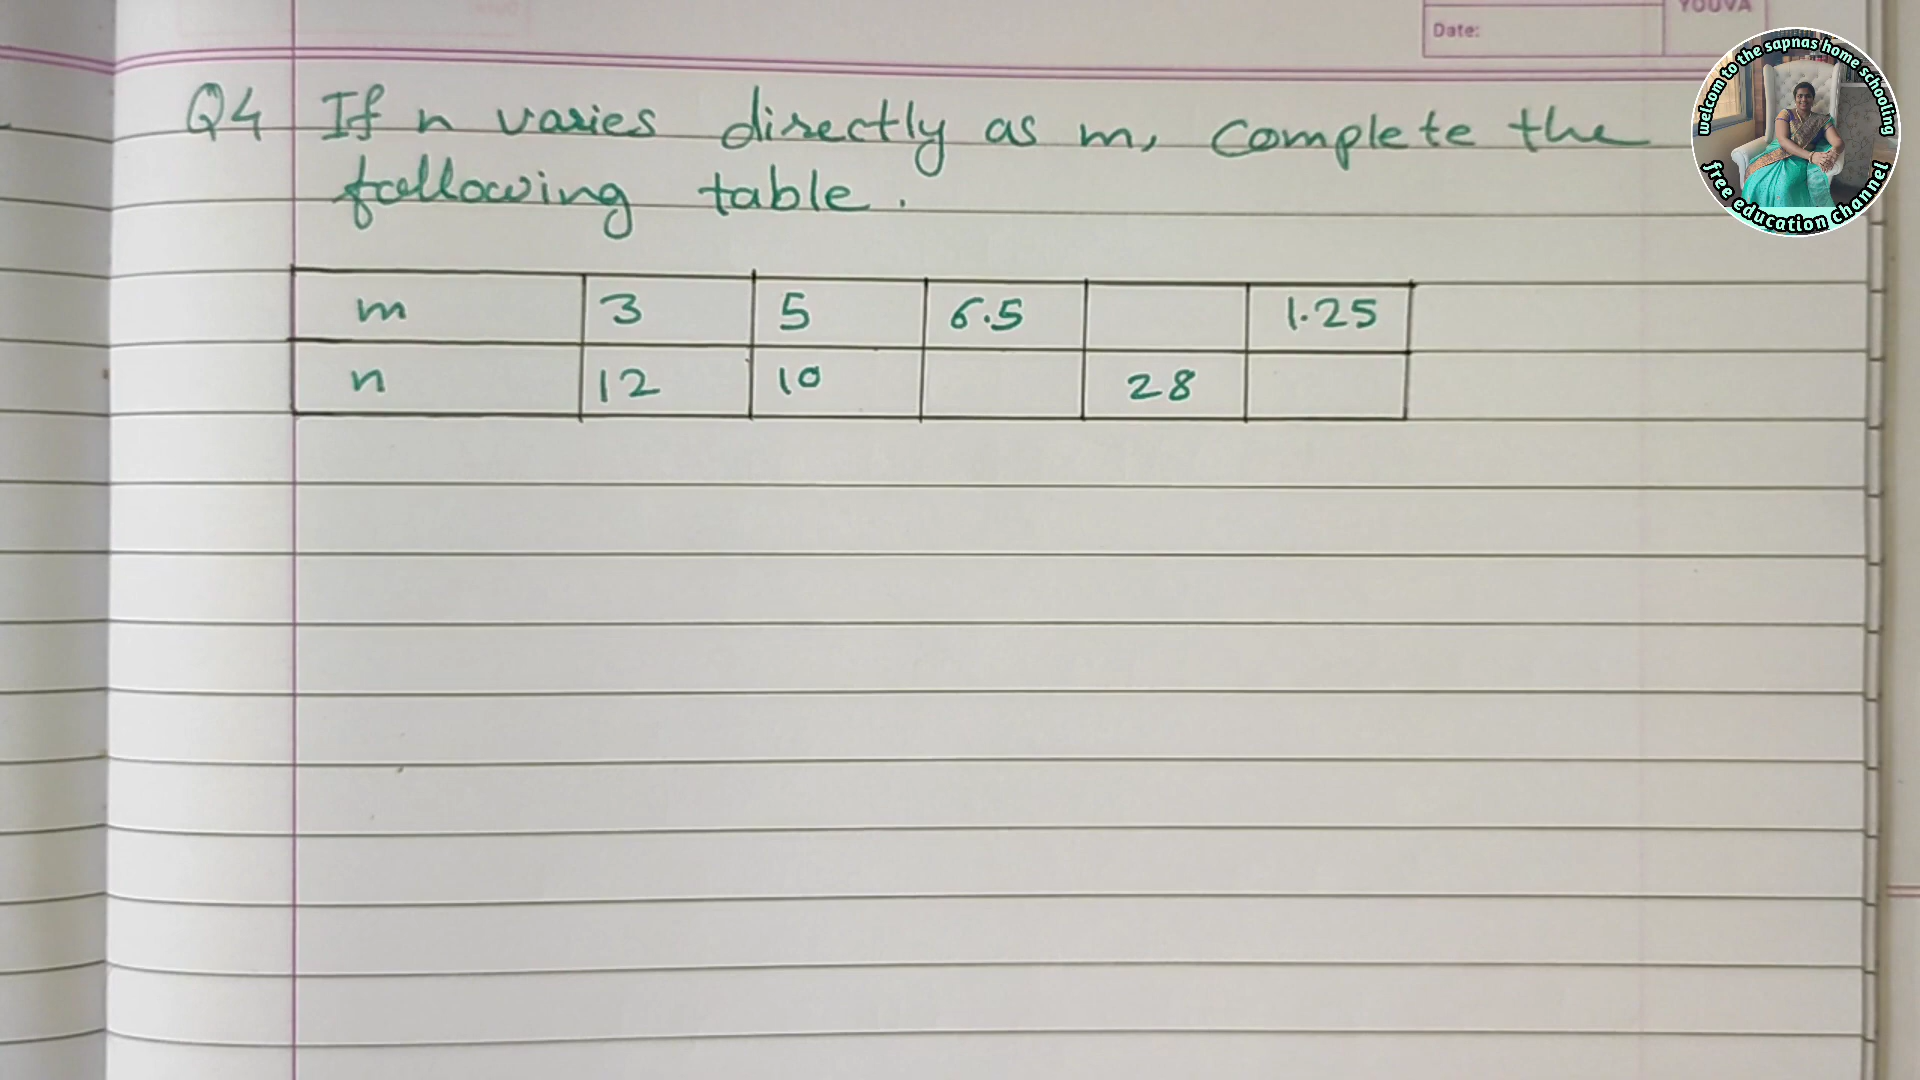 YOUVA
Date:
welcom to the sapnas home schooling
free education channel
Q4 If n varies directly as m, complete the
following table.
m 3 5 6.5 1.25
n 12 10 28